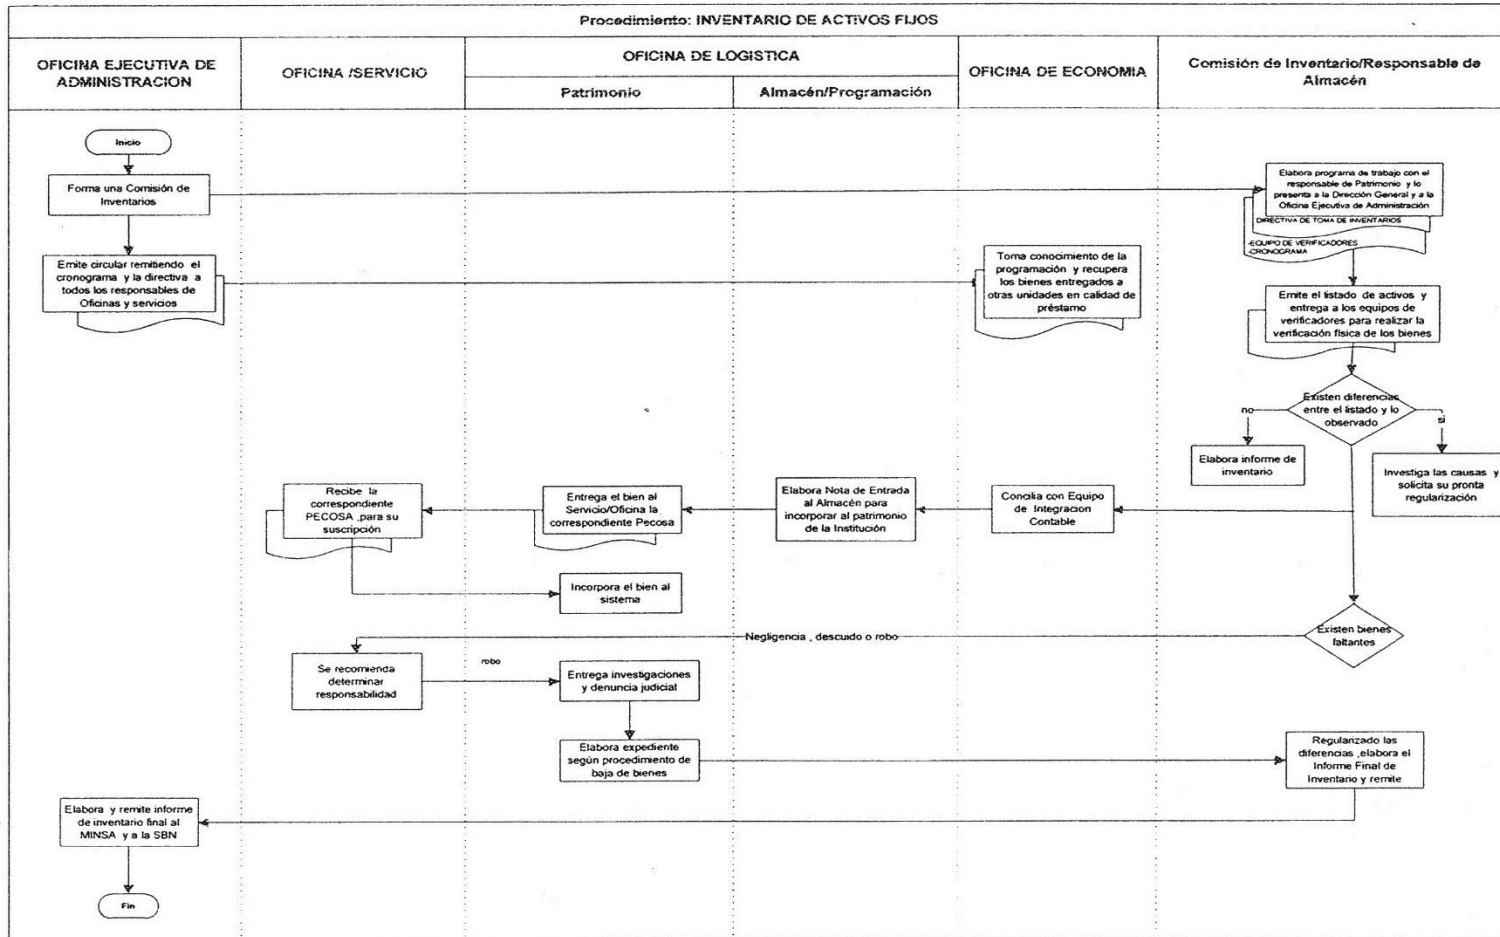 Procedimiento: INVENTARIO DE ACTIVOS FIJOS
OFICINA EJECUTIVA DE
ADMINISTRACION
OFICINA /SERVICIO
OFICINA DE LOGISTICA
Patrimonio
Almacén/Programación
OFICINA DE ECONOMIA
Comisión de Inventario/Responsable de
Almacén
Inicio
Forma una Comisión de
Inventarios
Elabora programa de trabajo con el
responsable de Patrimonio y lo
presenta a la Dirección General y a la
Oficina Ejecutiva de Administración
DIRECTIVA DE TOMA DE INVENTARIOS
-EQUIPO DE VERIFICADORES
-CRONOGRAMA
Emite circular remitiendo el
cronograma y la directiva a
todos los responsables de
Oficinas y servicios
Toma conocimiento de la
programación y recupera
los bienes entregados a
otras unidades en calidad de
préstamo
Emite el listado de activos y
entrega a los equipos de
verificadores para realizar la
verificación física de los bienes
Existen diferencias
entre el listado y lo
observado
no
si
Elabora informe de
inventario
Investiga las causas y
solicita su pronta
regularización
Recibe la
correspondiente
PECOSA ,para su
suscripción
Entrega el bien al
Servicio/Oficina la
correspondiente Pecosa
Elabora Nota de Entrada
al Almacén para
incorporar al patrimonio
de la Institución
Concilia con Equipo
de Integracion
Contable
Incorpora el bien al
sistema
Existen bienes
faltantes
Negligencia , descuido o robo
Se recomienda
determinar
responsabilidad
robo
Entrega investigaciones
y denuncia judicial
Elabora expediente
según procedimiento de
baja de bienes
Regularizado las
diferencias ,elabora el
Informe Final de
Inventario y remite
Elabora y remite informe
de inventario final al
MINSA y a la SBN
Fin